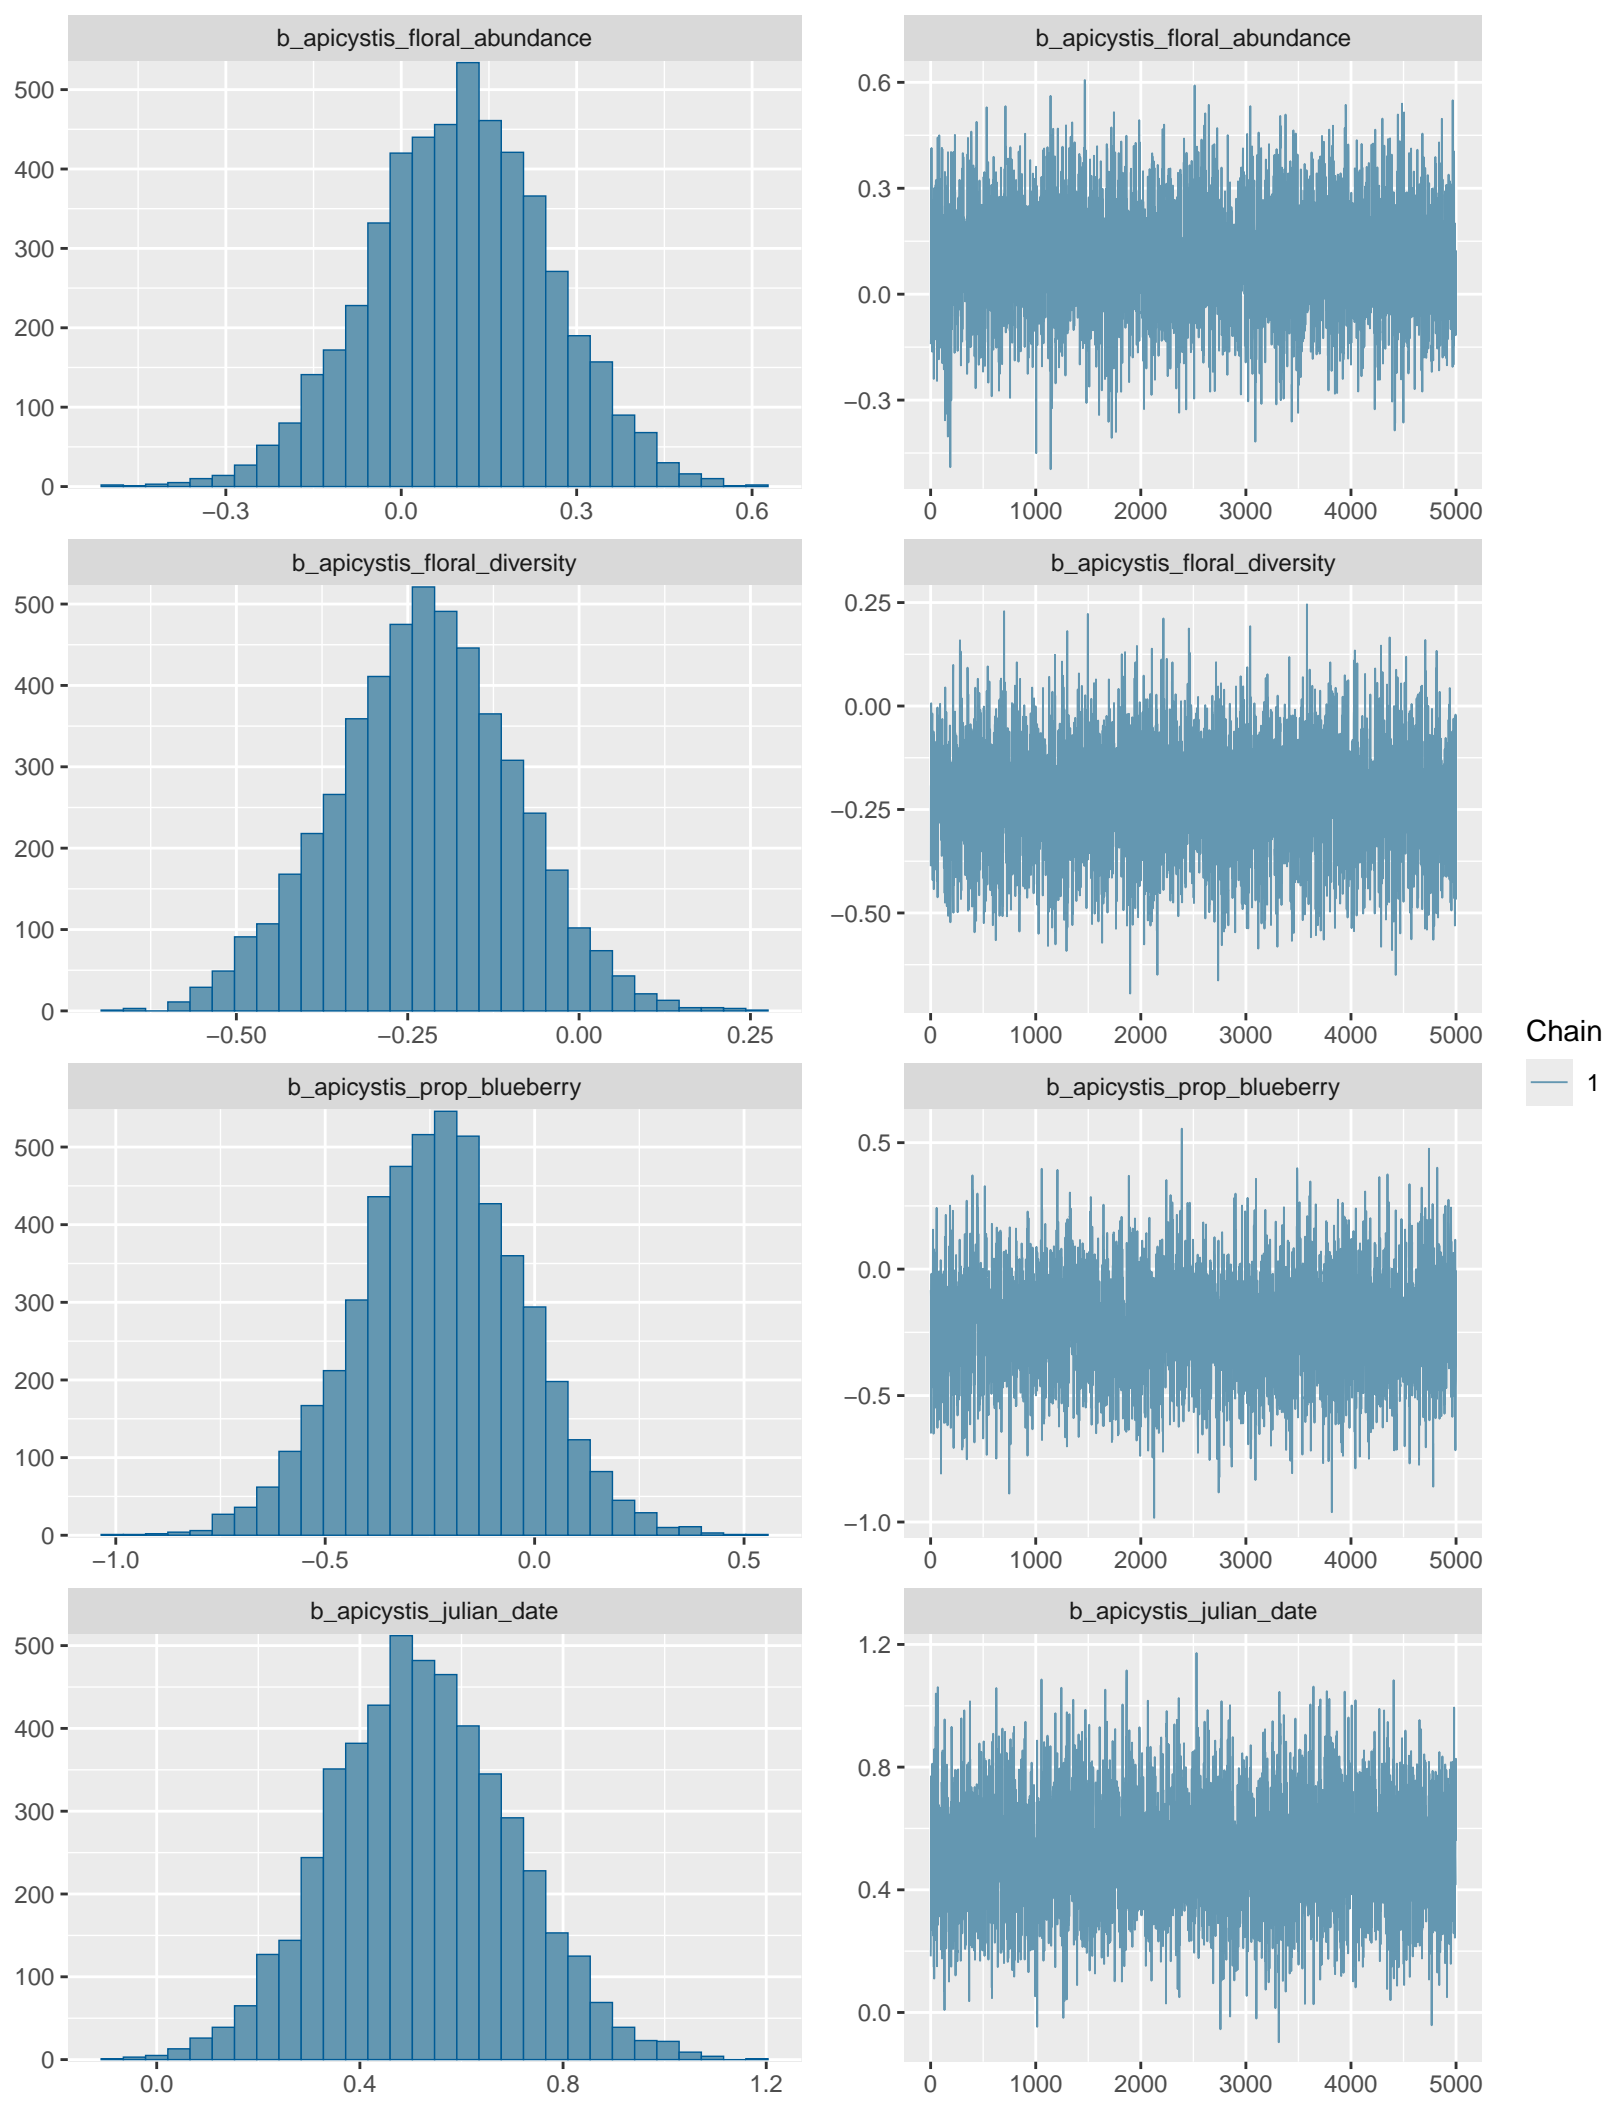 b_apicystis_floral_abundance
b_apicystis_floral_abundance
500
400
300
200
100
0
−0.3 0.0 0.3 0.6
0.6
0.3
0.0
−0.3
0 1000 2000 3000 4000 5000
b_apicystis_floral_diversity
b_apicystis_floral_diversity
500
400
300
200
100
0
−0.50 −0.25 0.00 0.25
0.25
0.00
−0.25
−0.50
0 1000 2000 3000 4000 5000
Chain
1
b_apicystis_prop_blueberry
b_apicystis_prop_blueberry
500
400
300
200
100
0
−1.0 −0.5 0.0 0.5
0.5
0.0
−0.5
−1.0
0 1000 2000 3000 4000 5000
b_apicystis_julian_date
b_apicystis_julian_date
500
400
300
200
100
0
0.0 0.4 0.8 1.2
1.2
0.8
0.4
0.0
0 1000 2000 3000 4000 5000